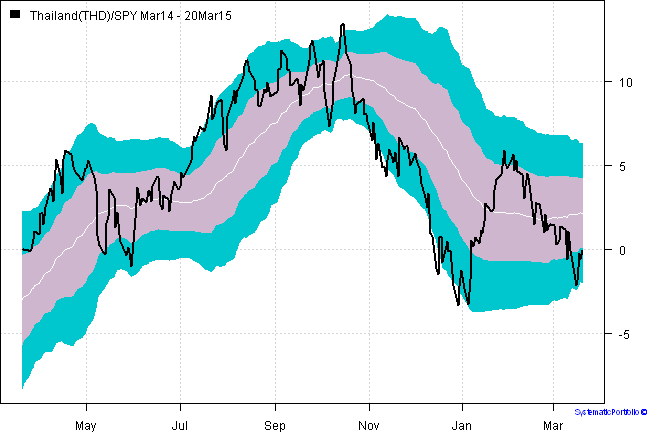 Thailand(THD)/SPY Mar14 - 20Mar15
10
5
0
-5
May Jul Sep Nov Jan Mar
SystematicPortfolio ©